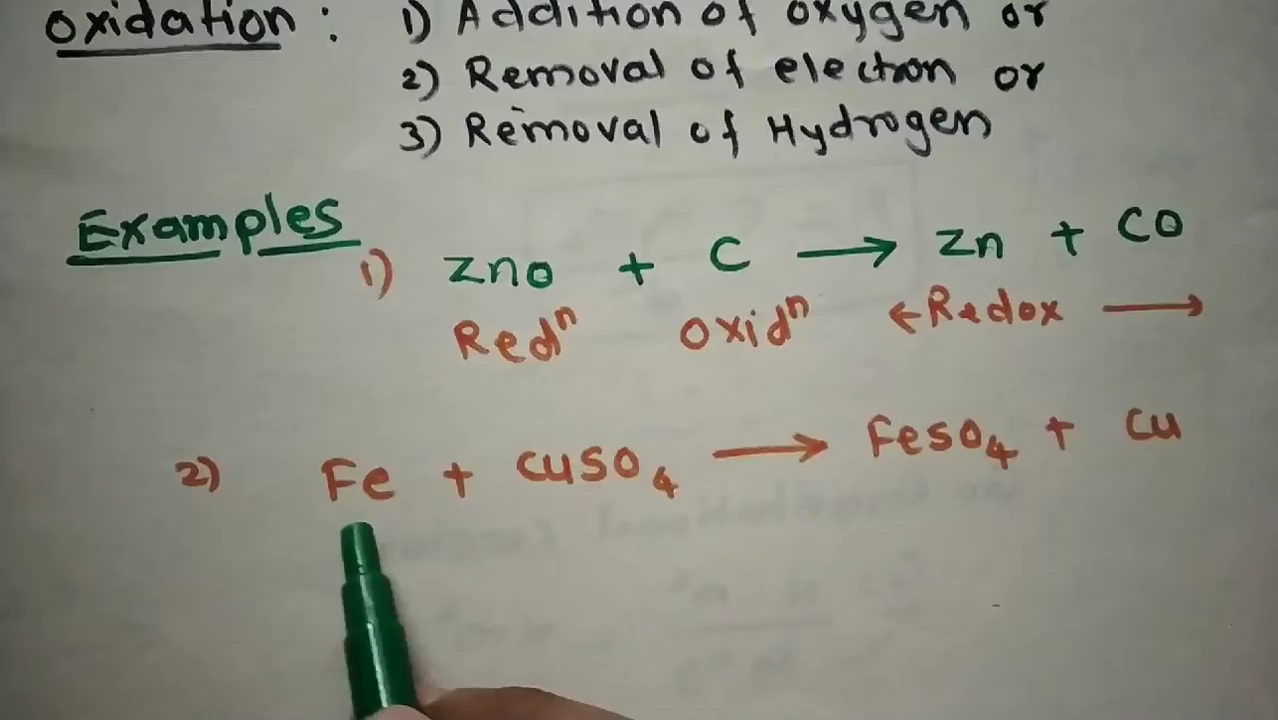 Oxidation : 1) Addition of oxygen or
2) Removal of electron or
3) Removal of Hydrogen
Examples
1) ZnO + C → Zn + CO
Redⁿ Oxidⁿ ← Redox →
2) Fe + CuSO₄ → FeSO₄ + Cu